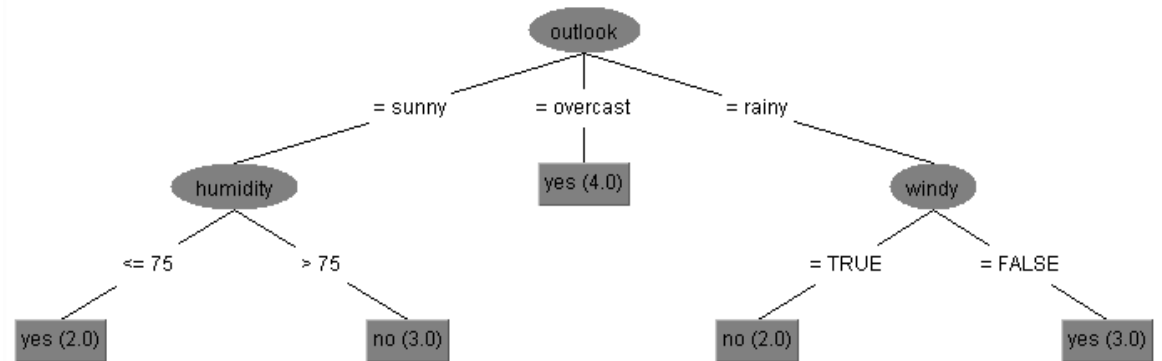 outlook
= sunny
= overcast
= rainy
humidity
yes (4.0)
windy
<= 75
> 75
= TRUE
= FALSE
yes (2.0)
no (3.0)
no (2.0)
yes (3.0)